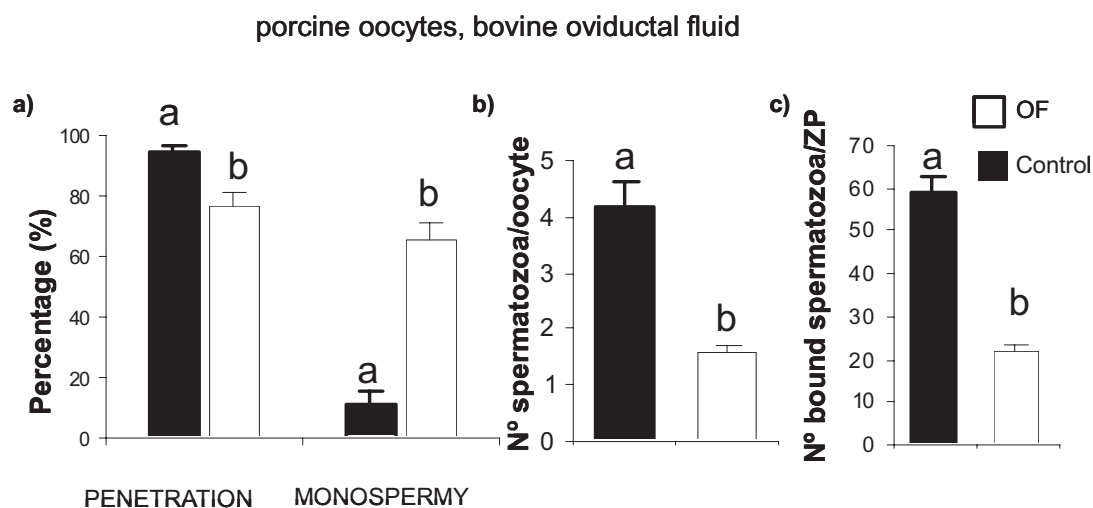 porcine oocytes, bovine oviductal fluid
a)
Percentage (%)
100
80
60
40
20
0
a
b
a
b
PENETRATION
MONOSPERMY
b)
Nº spermatozoa/oocyte
5
4
3
2
1
0
a
b
c)
Nº bound spermatozoa/ZP
70
60
50
40
30
20
10
0
a
b
OF
Control